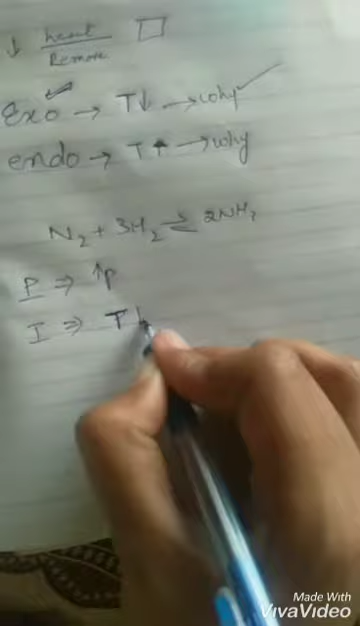 ↓ heat □
Remove
Exo → T↓ → why ✓
endo → T↑ → why
N₂ + 3H₂ ⇌ 2NH₃
P ⇒ ↑P
T ⇒ T↓
Made With
VivaVideo